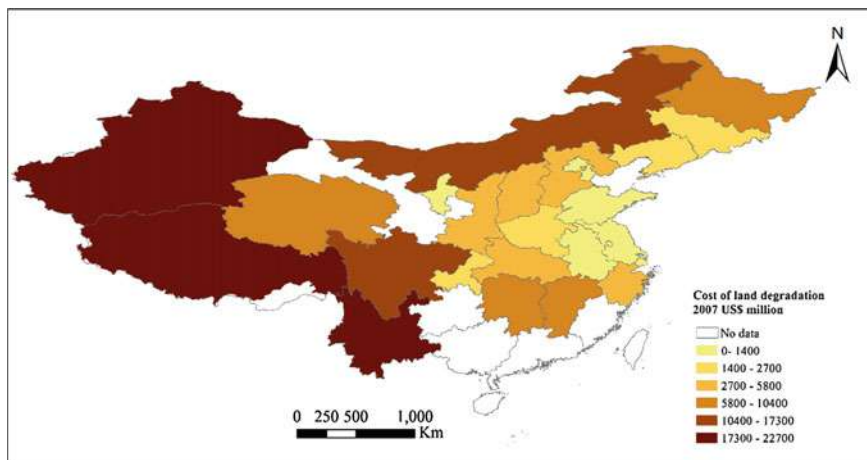 N
Cost of land degradation
2007 US$ million
No data
0- 1400
1400 - 2700
2700 - 5800
5800 - 10400
10400 - 17300
17300 - 22700
0 250 500 1,000
Km